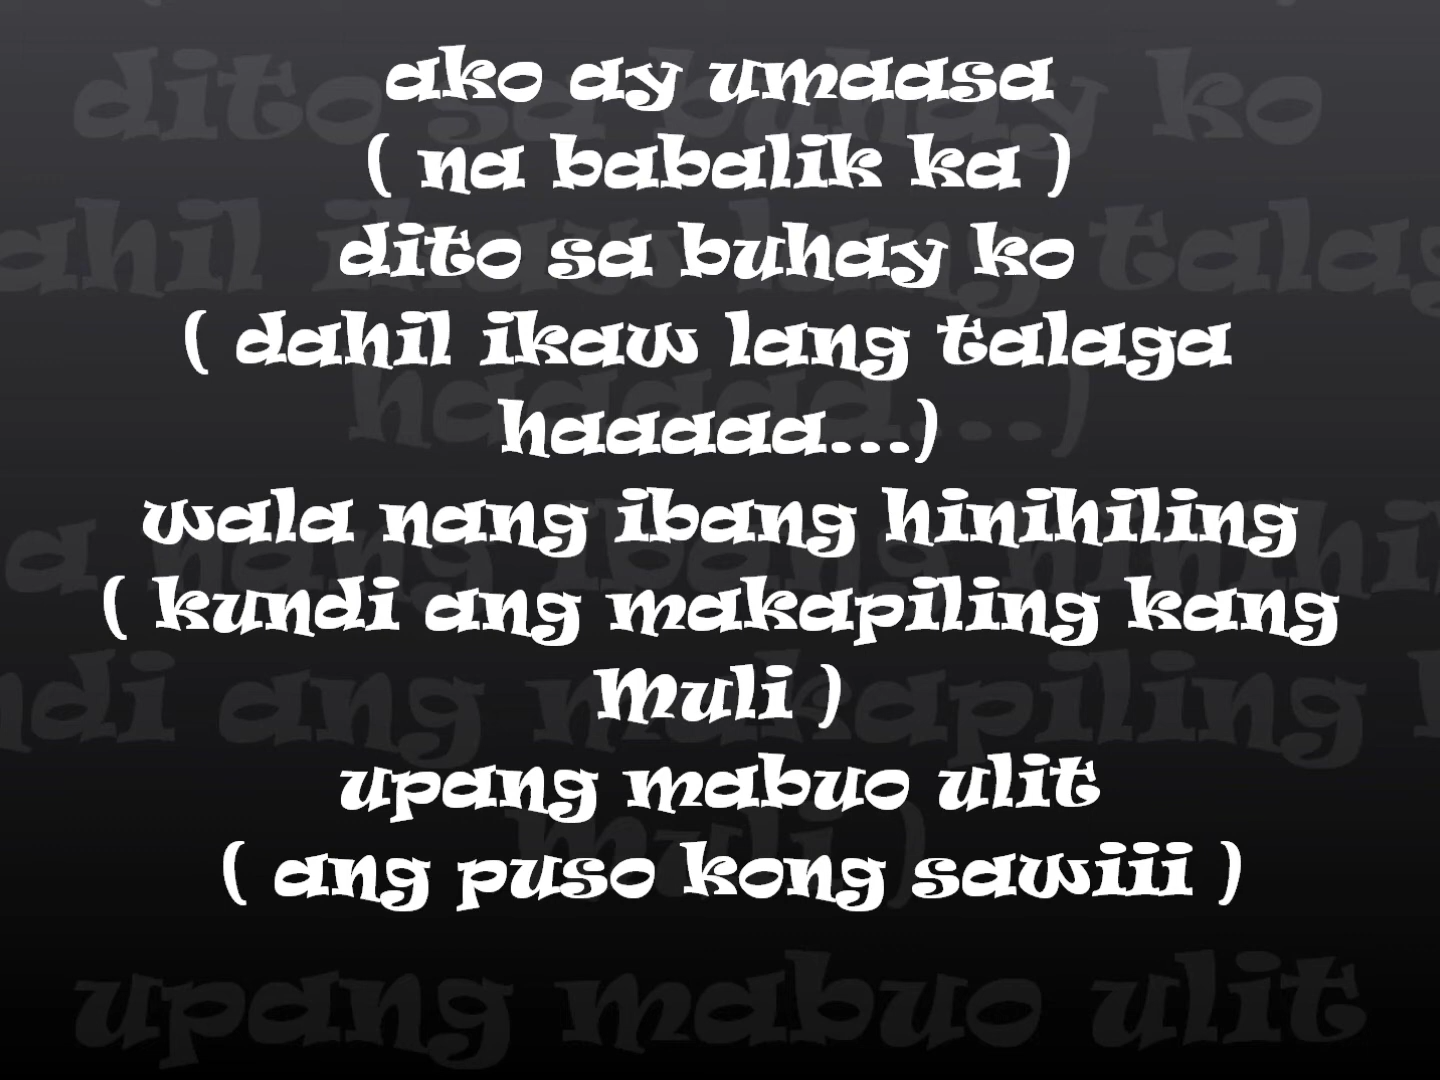 ako ay umaasa
( na babalik ka )
dito sa buhay ko
( dahil ikaw lang talaga
haaaaa...)
wala nang ibang hinihiling
( kundi ang makapiling kang
Muli )
upang mabuo ulit
( ang puso kong sawiii )